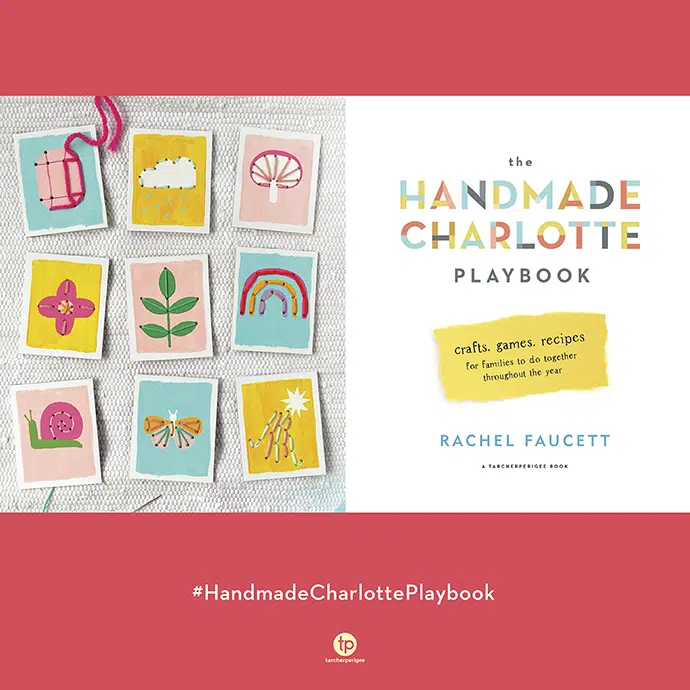 the
HANDMADE
CHARLOTTE
PLAYBOOK
crafts. games. recipes
for families to do together
throughout the year
RACHEL FAUCETT
A TARCHERPERIGEE BOOK
#HandmadeCharlottePlaybook
tp
tarcherperigee